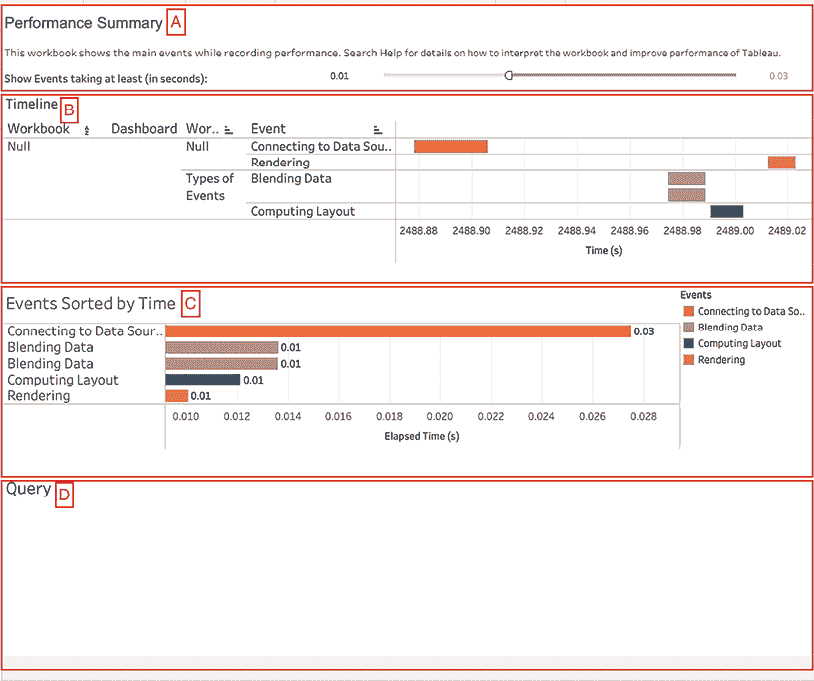 Performance Summary A
This workbook shows the main events while recording performance. Search Help for details on how to interpret the workbook and improve performance of Tableau.
Show Events taking at least (in seconds): 0.01 0.03
Timeline B
Workbook Dashboard Wor.. Event
Null Null Connecting to Data Sou..
Rendering
Types of Events Blending Data
Computing Layout
2488.88 2488.90 2488.92 2488.94 2488.96 2488.98 2489.00 2489.02
Time (s)
Events Sorted by Time C
Connecting to Data Sour.. 0.03
Blending Data 0.01
Blending Data 0.01
Computing Layout 0.01
Rendering 0.01
0.010 0.012 0.014 0.016 0.018 0.020 0.022 0.024 0.026 0.028
Elapsed Time (s)
Events
Connecting to Data So..
Blending Data
Computing Layout
Rendering
Query D